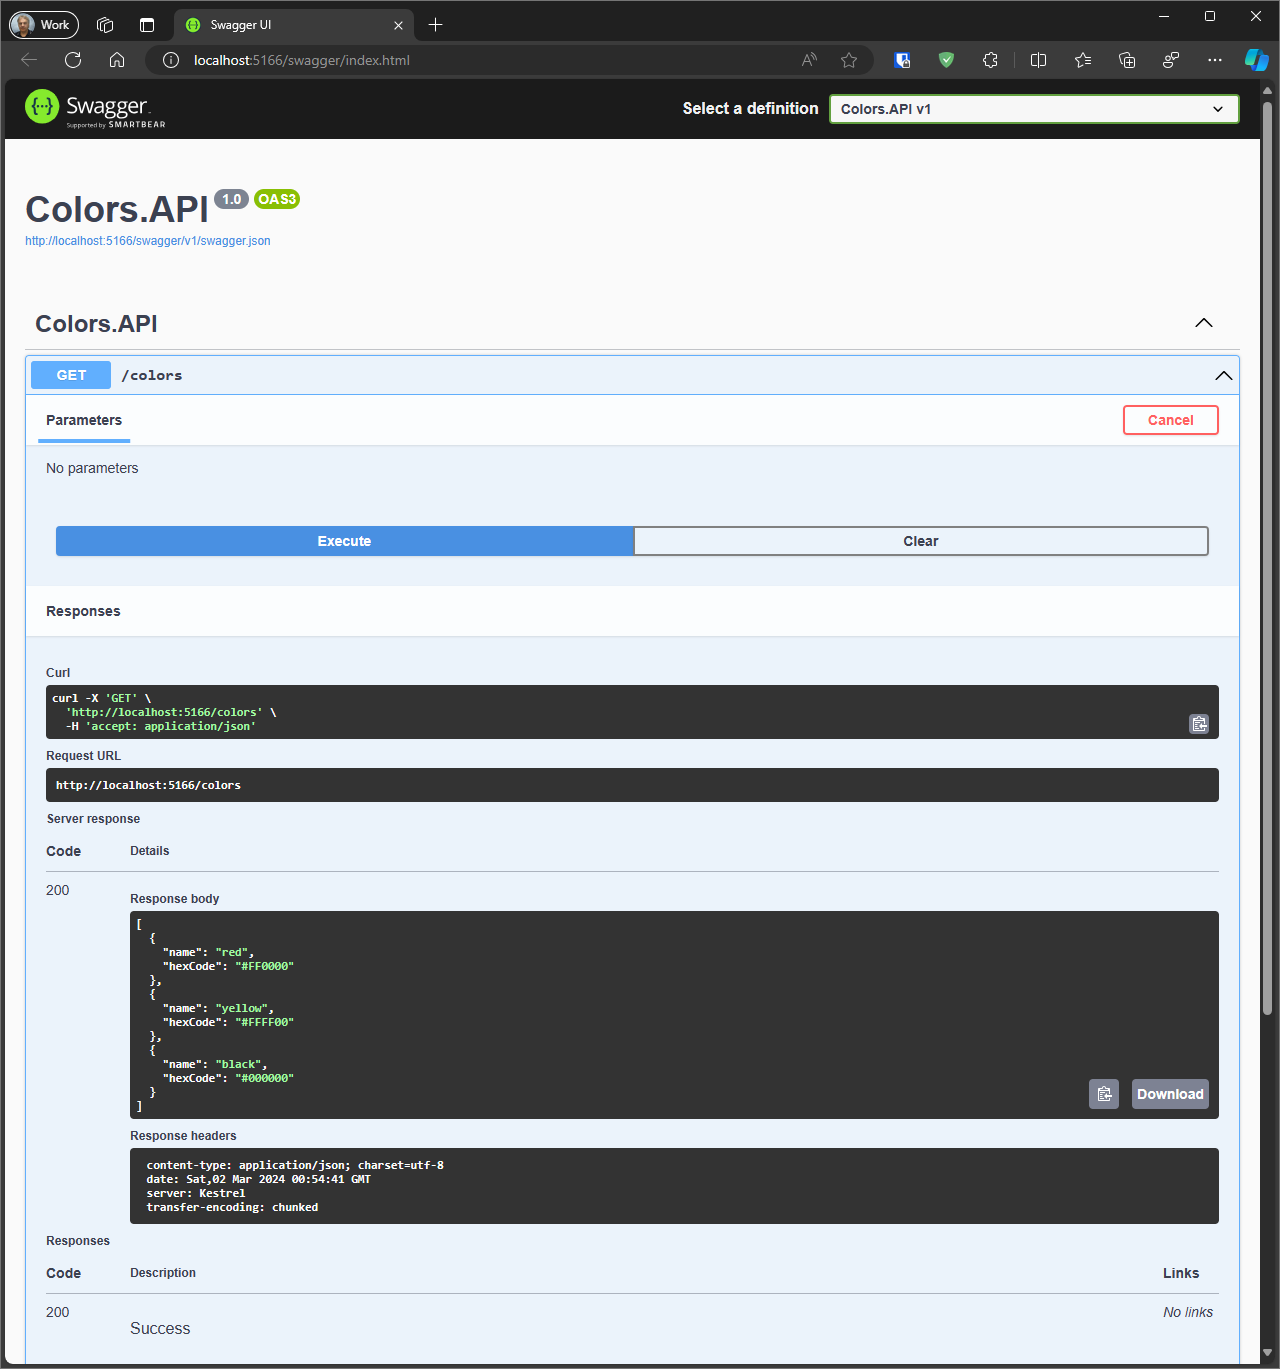 Work
Swagger UI
localhost:5166/swagger/index.html
Swagger
Supported by SMARTBEAR
Select a definition
Colors.API v1
Colors.API
1.0
OAS3
http://localhost:5166/swagger/v1/swagger.json
Colors.API
GET
/colors
Parameters
Cancel
No parameters
Execute
Clear
Responses
Curl
curl -X 'GET' \
  'http://localhost:5166/colors' \
  -H 'accept: application/json'
Request URL
http://localhost:5166/colors
Server response
Code Details
200
Response body
[
  {
    "name": "red",
    "hexCode": "#FF0000"
  },
  {
    "name": "yellow",
    "hexCode": "#FFFF00"
  },
  {
    "name": "black",
    "hexCode": "#000000"
  }
]
Download
Response headers
content-type: application/json; charset=utf-8
date: Sat,02 Mar 2024 00:54:41 GMT
server: Kestrel
transfer-encoding: chunked
Responses
Code Description Links
200
Success
No links